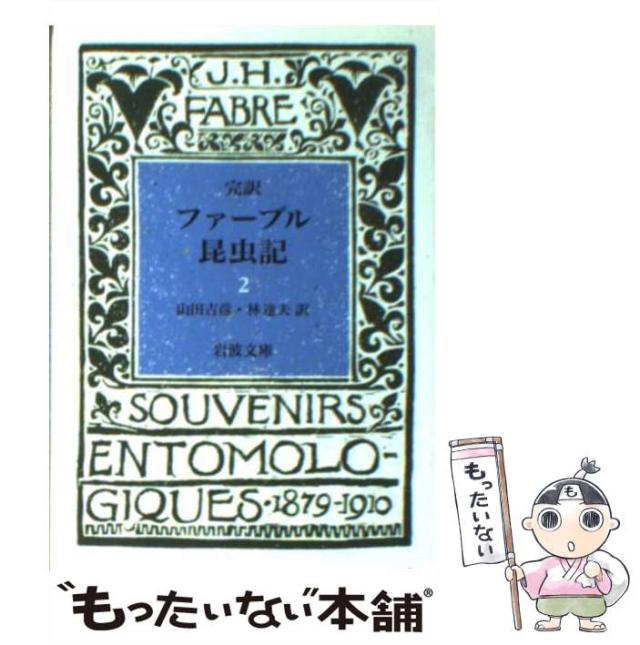 J.H.
FABRE
完訳
ファーブル
昆虫記
2
山田吉彦・林達夫 訳
岩波文庫
SOUVENIRS
ENTOMOLO-
GIQUES・1879-1910
もったいない
も
"もったいない"本舗®